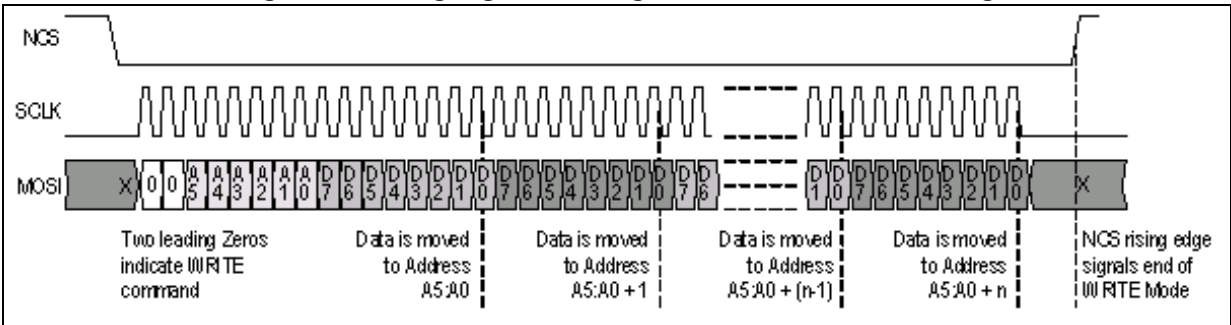 NCS
SCLK
MOSI X 0 0 A5 A4 A3 A2 A1 A0 D7 D6 D5 D4 D3 D2 D1 D0 D7 D6 D5 D4 D3 D2 D1 D0 D7 D6 D1 D0 D7 D6 D5 D4 D3 D2 D1 D0 X
Two leading Zeros
indicate WRITE
command
Data is moved
to Address
A5:A0
Data is moved
to Address
A5:A0 + 1
Data is moved
to Address
A5:A0 + (n-1)
Data is moved
to Address
A5:A0 + n
NCS rising edge
signals end of
WRITE Mode